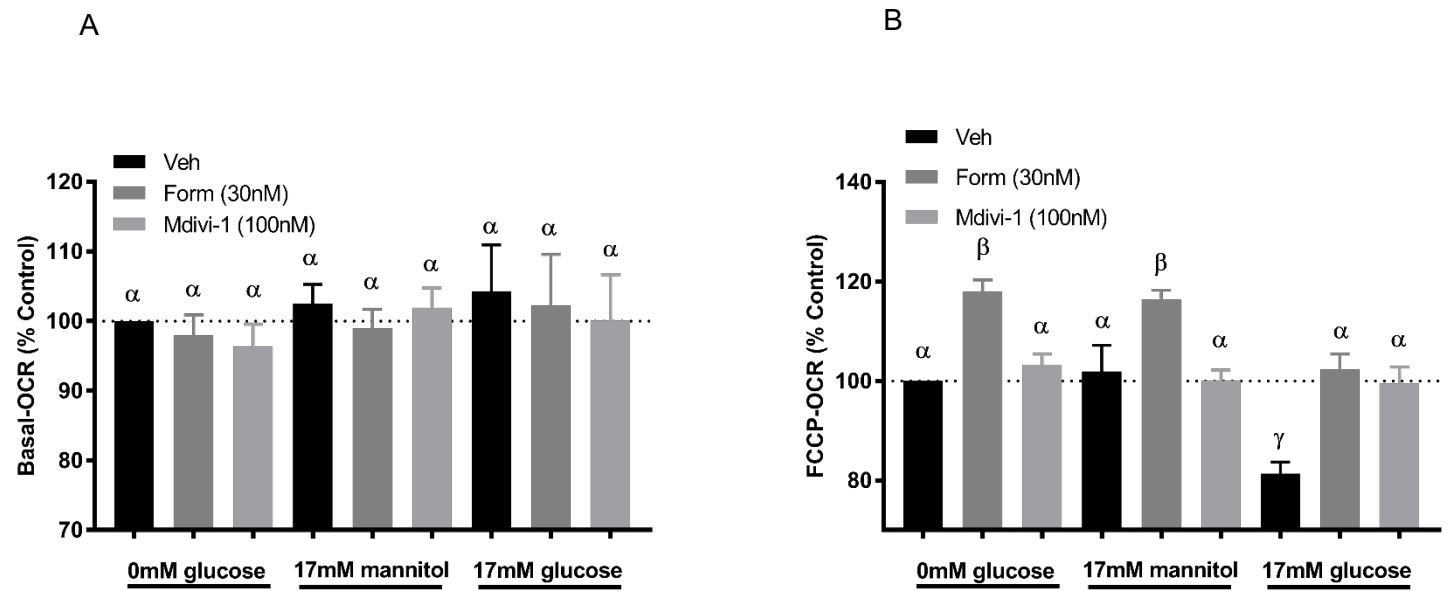 A
Veh
Form (30nM)
Mdivi-1 (100nM)
Basal-OCR (% Control)
120
110
100
90
80
70
α α α α α α α α α
0mM glucose 17mM mannitol 17mM glucose
B
Veh
Form (30nM)
Mdivi-1 (100nM)
FCCP-OCR (% Control)
140
120
100
80
α β α α β α γ α α
0mM glucose 17mM mannitol 17mM glucose